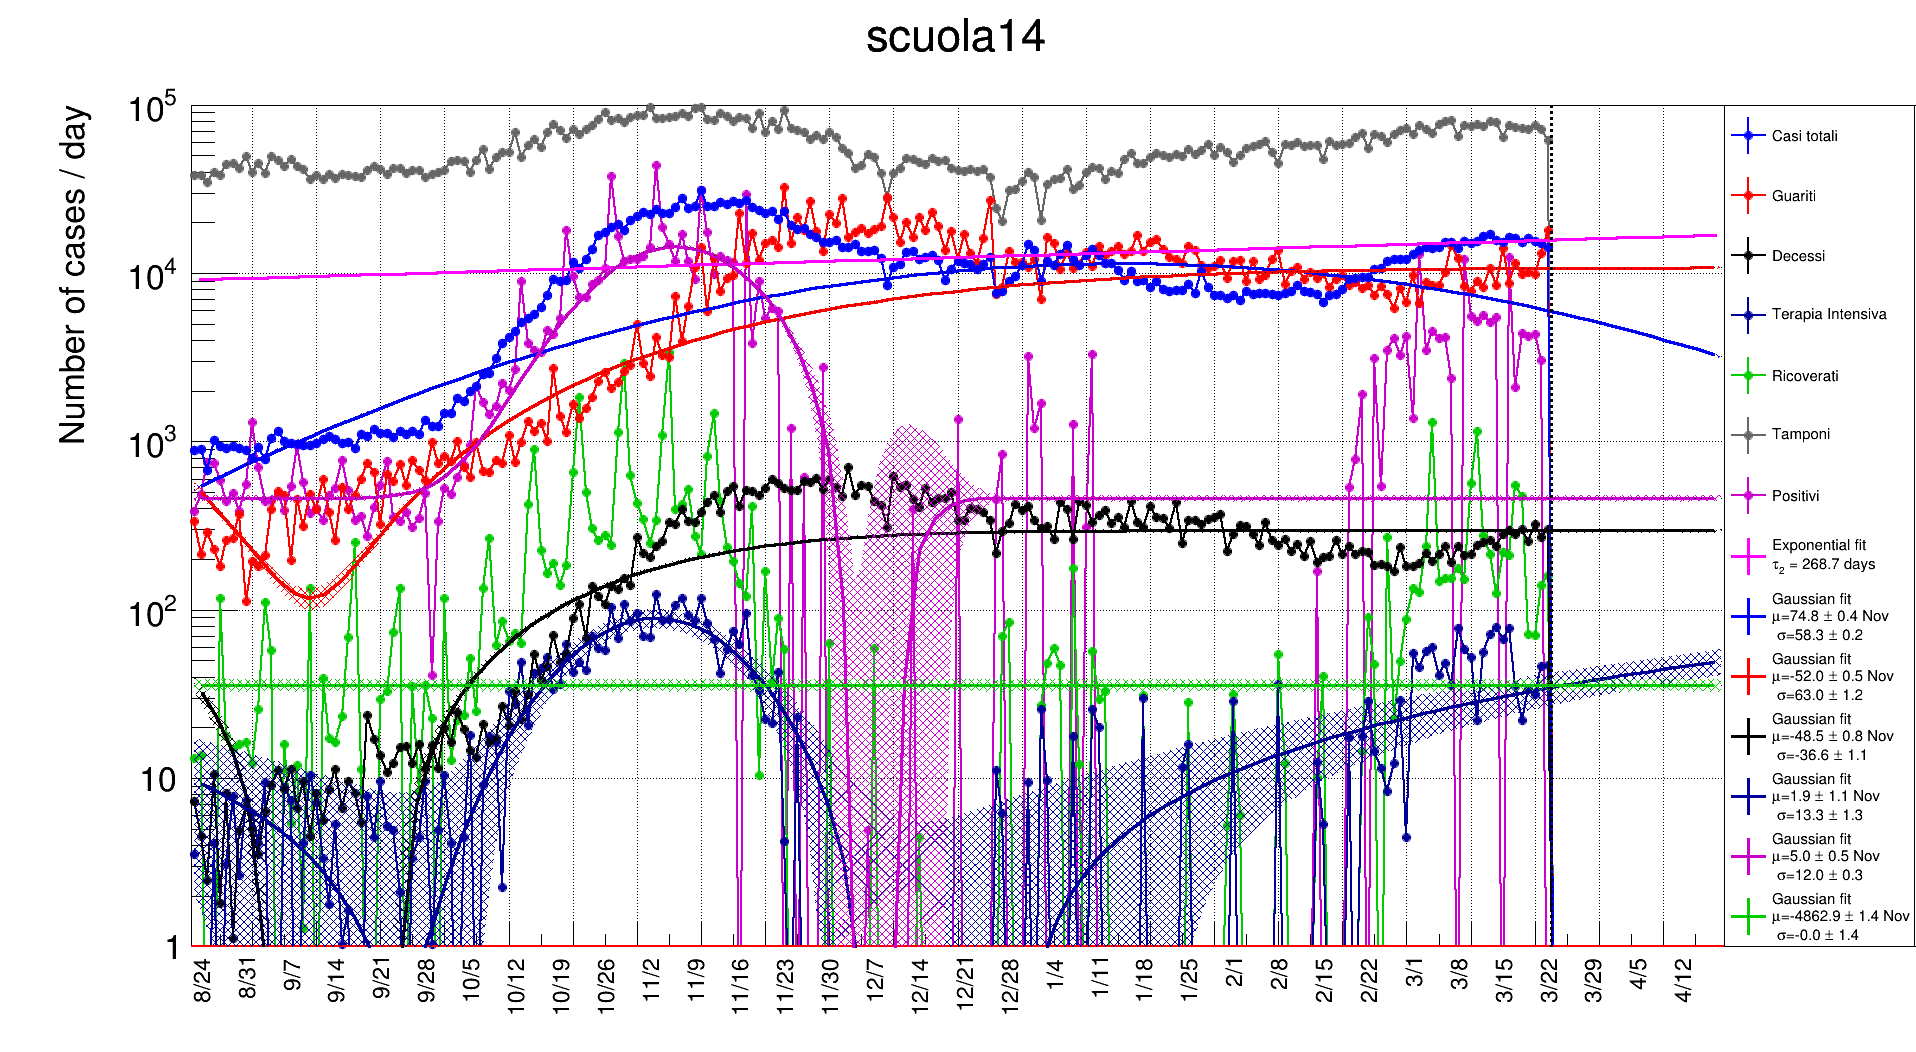 scuola14
Number of cases / day
10^5
10^4
10^3
10^2
10
1
8/24
8/31
9/7
9/14
9/21
9/28
10/5
10/12
10/19
10/26
11/2
11/9
11/16
11/23
11/30
12/7
12/14
12/21
12/28
1/4
1/11
1/18
1/25
2/1
2/8
2/15
2/22
3/1
3/8
3/15
3/22
3/29
4/5
4/12
Casi totali
Guariti
Decessi
Terapia Intensiva
Ricoverati
Tamponi
Positivi
Exponential fit
τ₂ = 268.7 days
Gaussian fit
μ=74.8 ± 0.4 Nov
σ=58.3 ± 0.2
Gaussian fit
μ=-52.0 ± 0.5 Nov
σ=63.0 ± 1.2
Gaussian fit
μ=-48.5 ± 0.8 Nov
σ=-36.6 ± 1.1
Gaussian fit
μ=1.9 ± 1.1 Nov
σ=13.3 ± 1.3
Gaussian fit
μ=5.0 ± 0.5 Nov
σ=12.0 ± 0.3
Gaussian fit
μ=-4862.9 ± 1.4 Nov
σ=-0.0 ± 1.4